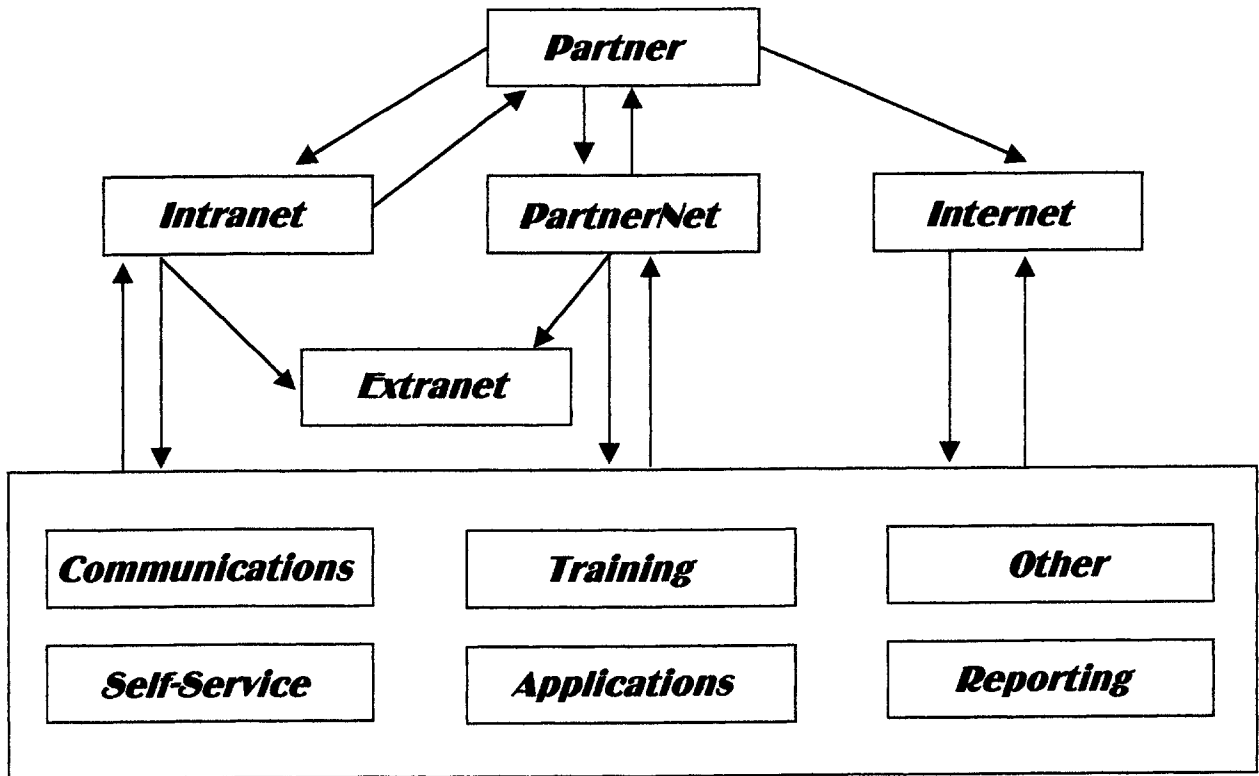 Partner
Intranet
PartnerNet
Internet
Extranet
Communications
Training
Other
Self-Service
Applications
Reporting